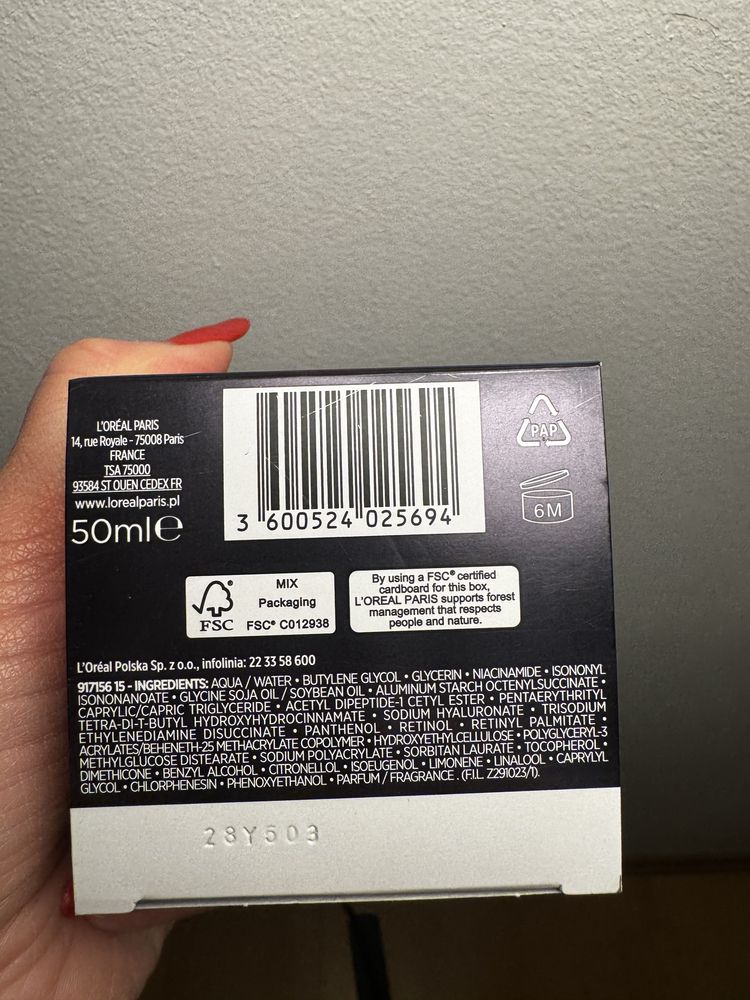 L'ORÉAL PARIS
14, rue Royale - 75008 Paris
FRANCE
TSA 75000
93584 ST OUEN CEDEX FR
www.lorealparis.pl
50ml e
3 600524 025694
PAP
6M
FSC
MIX
Packaging
FSC® C012938
By using a FSC® certified
cardboard for this box,
L'OREAL PARIS supports forest
management that respects
people and nature.
L'Oréal Polska Sp. z o.o., infolinia: 22 33 58 600
917156 15 - INGREDIENTS: AQUA / WATER • BUTYLENE GLYCOL • GLYCERIN • NIACINAMIDE • ISONONYL
ISONONANOATE • GLYCINE SOJA OIL / SOYBEAN OIL • ALUMINUM STARCH OCTENYLSUCCINATE •
CAPRYLIC/CAPRIC TRIGLYCERIDE • ACETYL DIPEPTIDE-1 CETYL ESTER • PENTAERYTHRITYL
TETRA-DI-T-BUTYL HYDROXYHYDROCINNAMATE • SODIUM HYALURONATE • TRISODIUM
ETHYLENEDIAMINE DISUCCINATE • PANTHENOL • RETINOL • RETINYL PALMITATE •
ACRYLATES/BEHENETH-25 METHACRYLATE COPOLYMER • HYDROXYETHYLCELLULOSE • POLYGLYCERYL-3
METHYLGLUCOSE DISTEARATE • SODIUM POLYACRYLATE • SORBITAN LAURATE • TOCOPHEROL •
DIMETHICONE • BENZYL ALCOHOL • CITRONELLOL • ISOEUGENOL • LIMONENE • LINALOOL • CAPRYLYL
GLYCOL • CHLORPHENESIN • PHENOXYETHANOL • PARFUM / FRAGRANCE . (F.I.L. Z291023/1).
28Y503